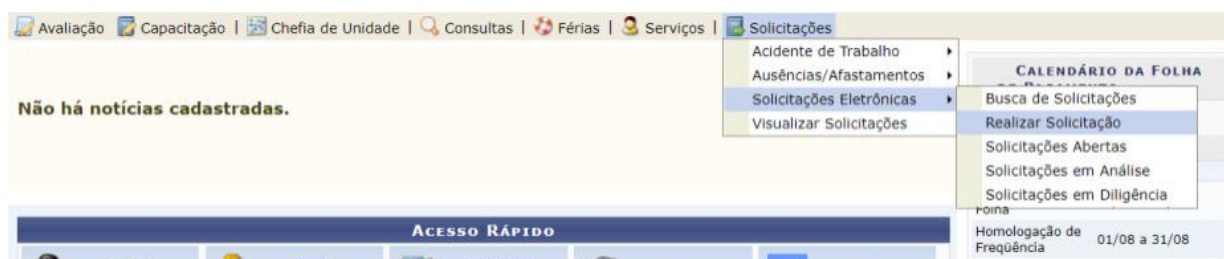 Avaliação Capacitação | Chefia de Unidade | Consultas | Férias | Serviços | Solicitações
Acidente de Trabalho
Ausências/Afastamentos
Solicitações Eletrônicas
Visualizar Solicitações
Busca de Solicitações
Realizar Solicitação
Solicitações Abertas
Solicitações em Análise
Solicitações em Diligência
Não há notícias cadastradas.
CALENDÁRIO DA FOLHA
Folha
Homologação de Freqüência 01/08 a 31/08
ACESSO RÁPIDO